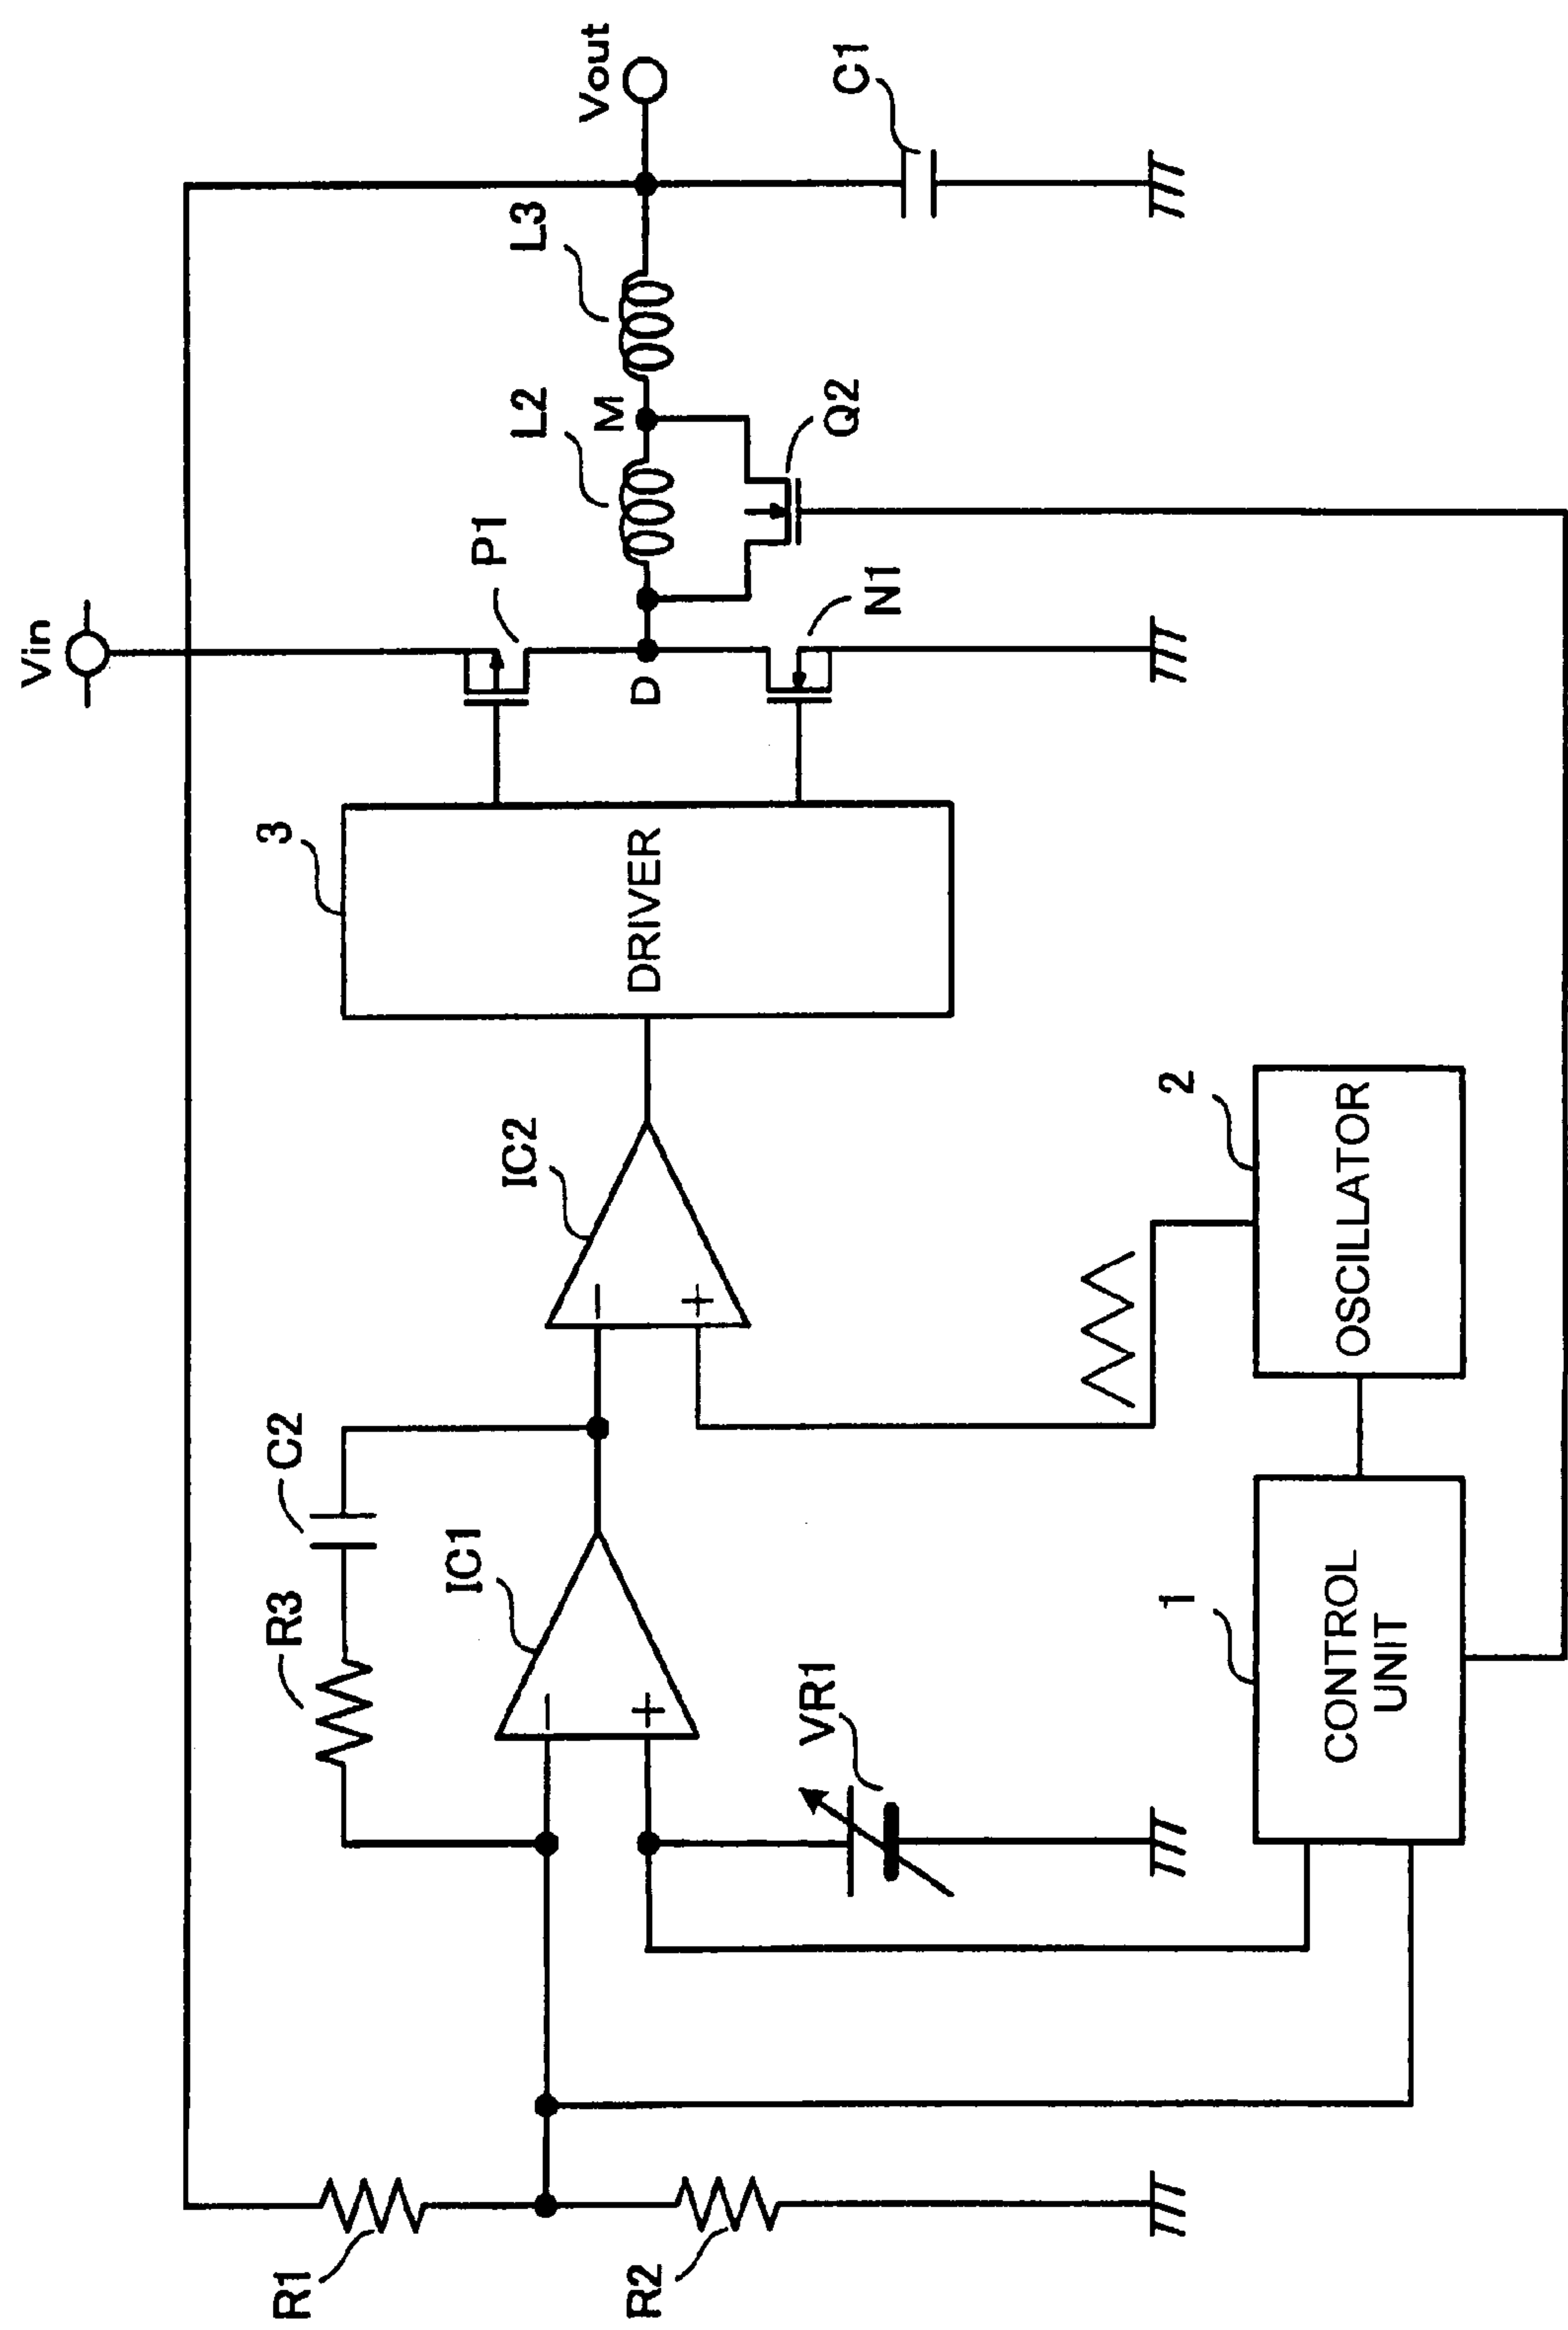 Vin
Vout
P1
L2
L3
M
D
Q2
N1
C1
3
DRIVER
IC2
C2
R3
IC1
VR1
R1
R2
2
OSCILLATOR
1
CONTROL
UNIT
−
+
−
+